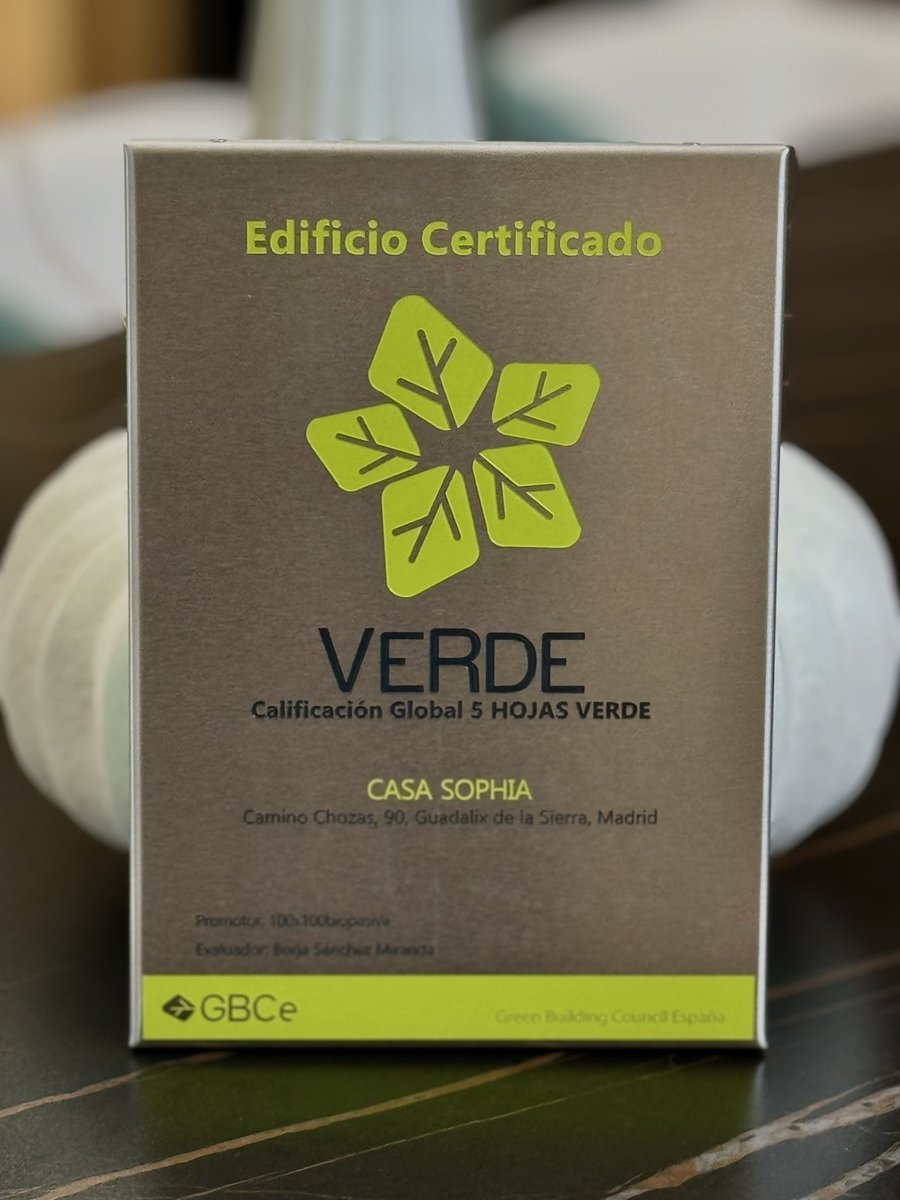 Edificio Certificado
VERDE
Calificación Global 5 HOJAS VERDE
CASA SOPHIA
Camino Chozas, 90, Guadalix de la Sierra, Madrid
Promotor: 100x100biopasiva
Evaluador: Borja Sánchez Miranda
GBCe
Green Building Council España